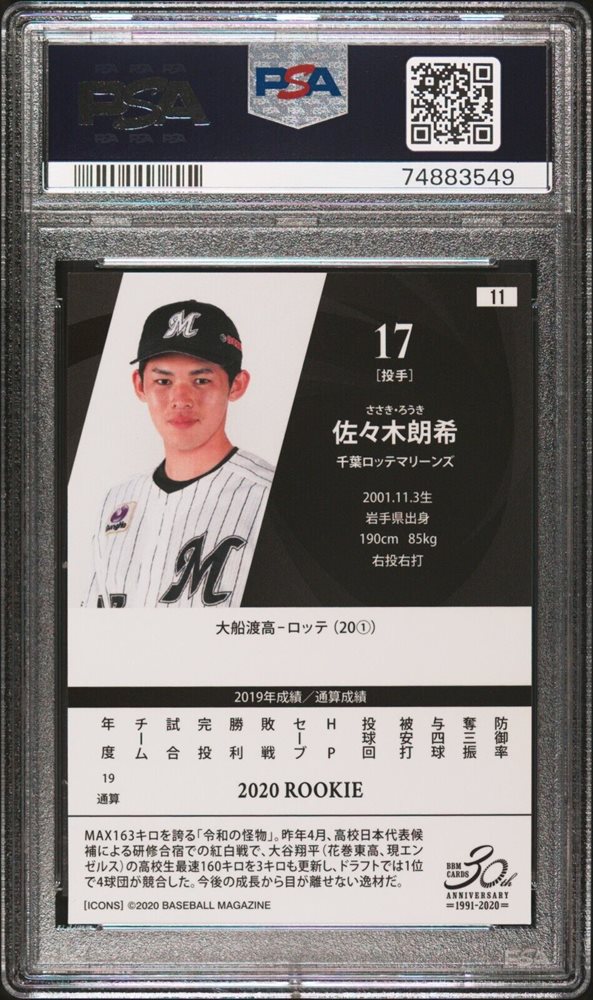 PSA
PSA
74883549
11
17
[投手]
ささき・ろうき
佐々木朗希
千葉ロッテマリーンズ
2001.11.3生
岩手県出身
190cm 85kg
右投右打
M
M
大船渡高−ロッテ（20①）
2019年成績／通算成績
年度 チーム 試合 完投 勝利 敗戦 セーブ HP 投球回 被安打 与四球 奪三振 防御率
19
通算
2020 ROOKIE
MAX163キロを誇る「令和の怪物」。昨年4月、高校日本代表候
補による研修合宿での紅白戦で、大谷翔平（花巻東高、現エン
ゼルス）の高校生最速160キロを3キロも更新し、ドラフトでは1位
で4球団が競合した。今後の成長から目が離せない逸材だ。
[ICONS] ©2020 BASEBALL MAGAZINE
BBM
CARDS
30th
ANNIVERSARY
=1991-2020=
PSA